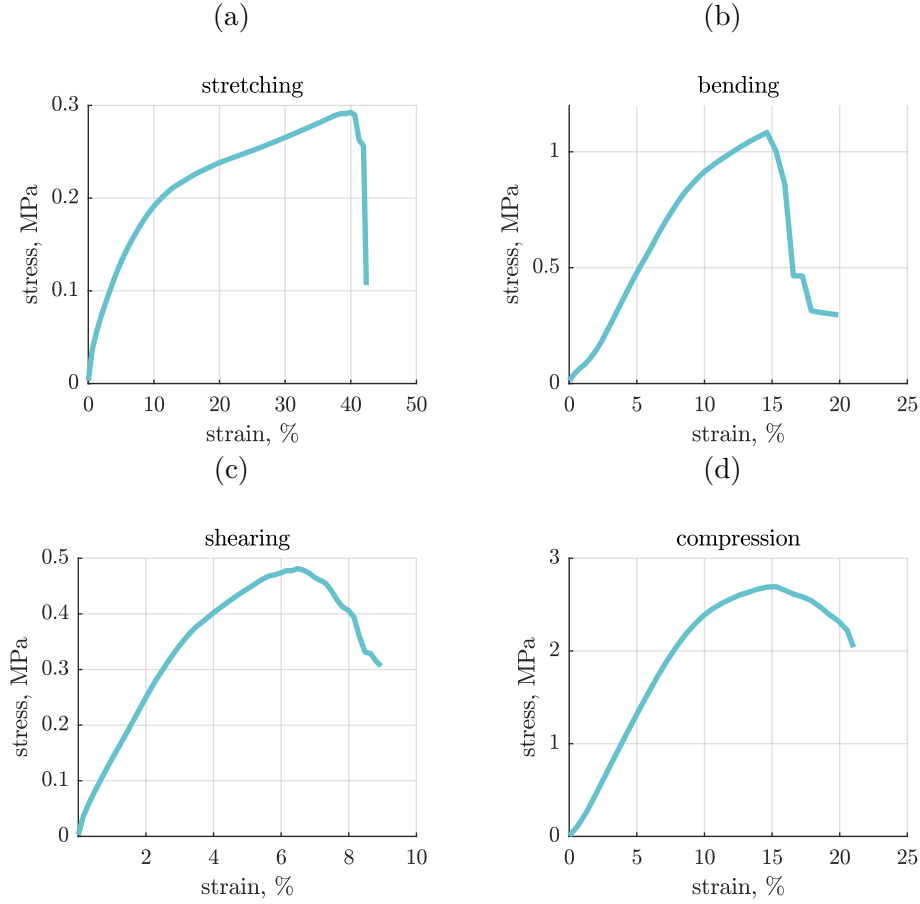 (a)
stretching
stress, MPa
0.3
0.2
0.1
0
0 10 20 30 40 50
strain, %
(b)
bending
stress, MPa
1
0.5
0
0 5 10 15 20 25
strain, %
(c)
shearing
stress, MPa
0.5
0.4
0.3
0.2
0.1
0
2 4 6 8 10
strain, %
(d)
compression
stress, MPa
3
2
1
0
0 5 10 15 20 25
strain, %